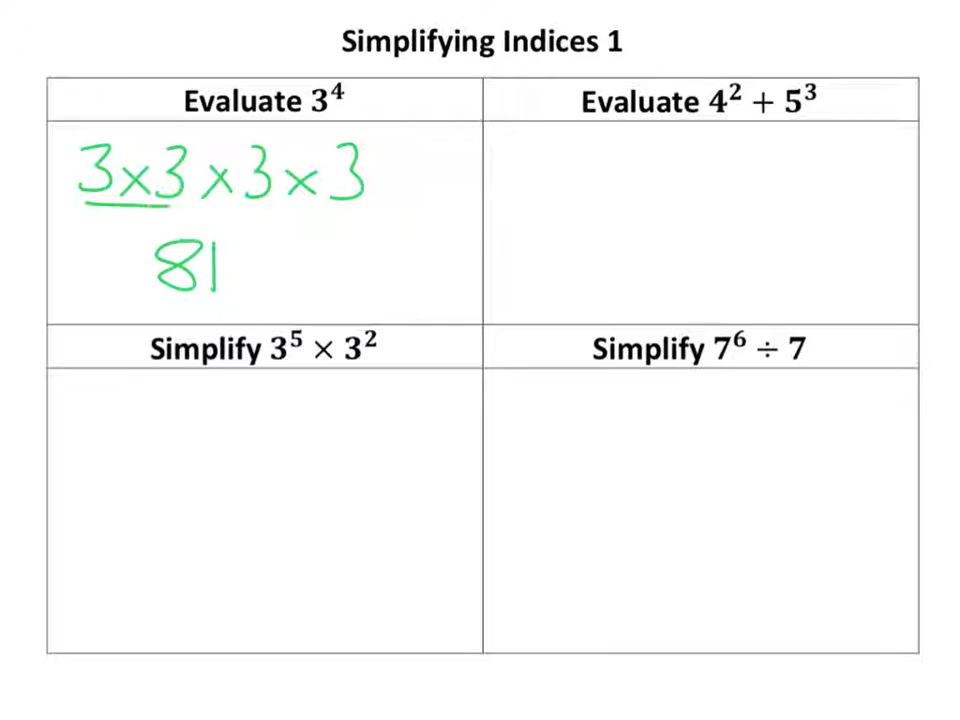 Simplifying Indices 1
Evaluate 3⁴
Evaluate 4² + 5³
3 × 3 × 3 × 3
81
Simplify 3⁵ × 3²
Simplify 7⁶ ÷ 7